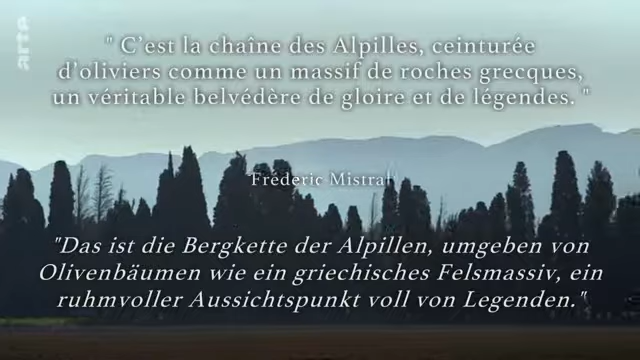 arte
" C’est la chaîne des Alpilles, ceinturée
d’oliviers comme un massif de roches grecques,
un véritable belvédère de gloire et de légendes. "
Fréderic Mistral
"Das ist die Bergkette der Alpillen, umgeben von
Olivenbäumen wie ein griechisches Felsmassiv, ein
ruhmvoller Aussichtspunkt voll von Legenden."